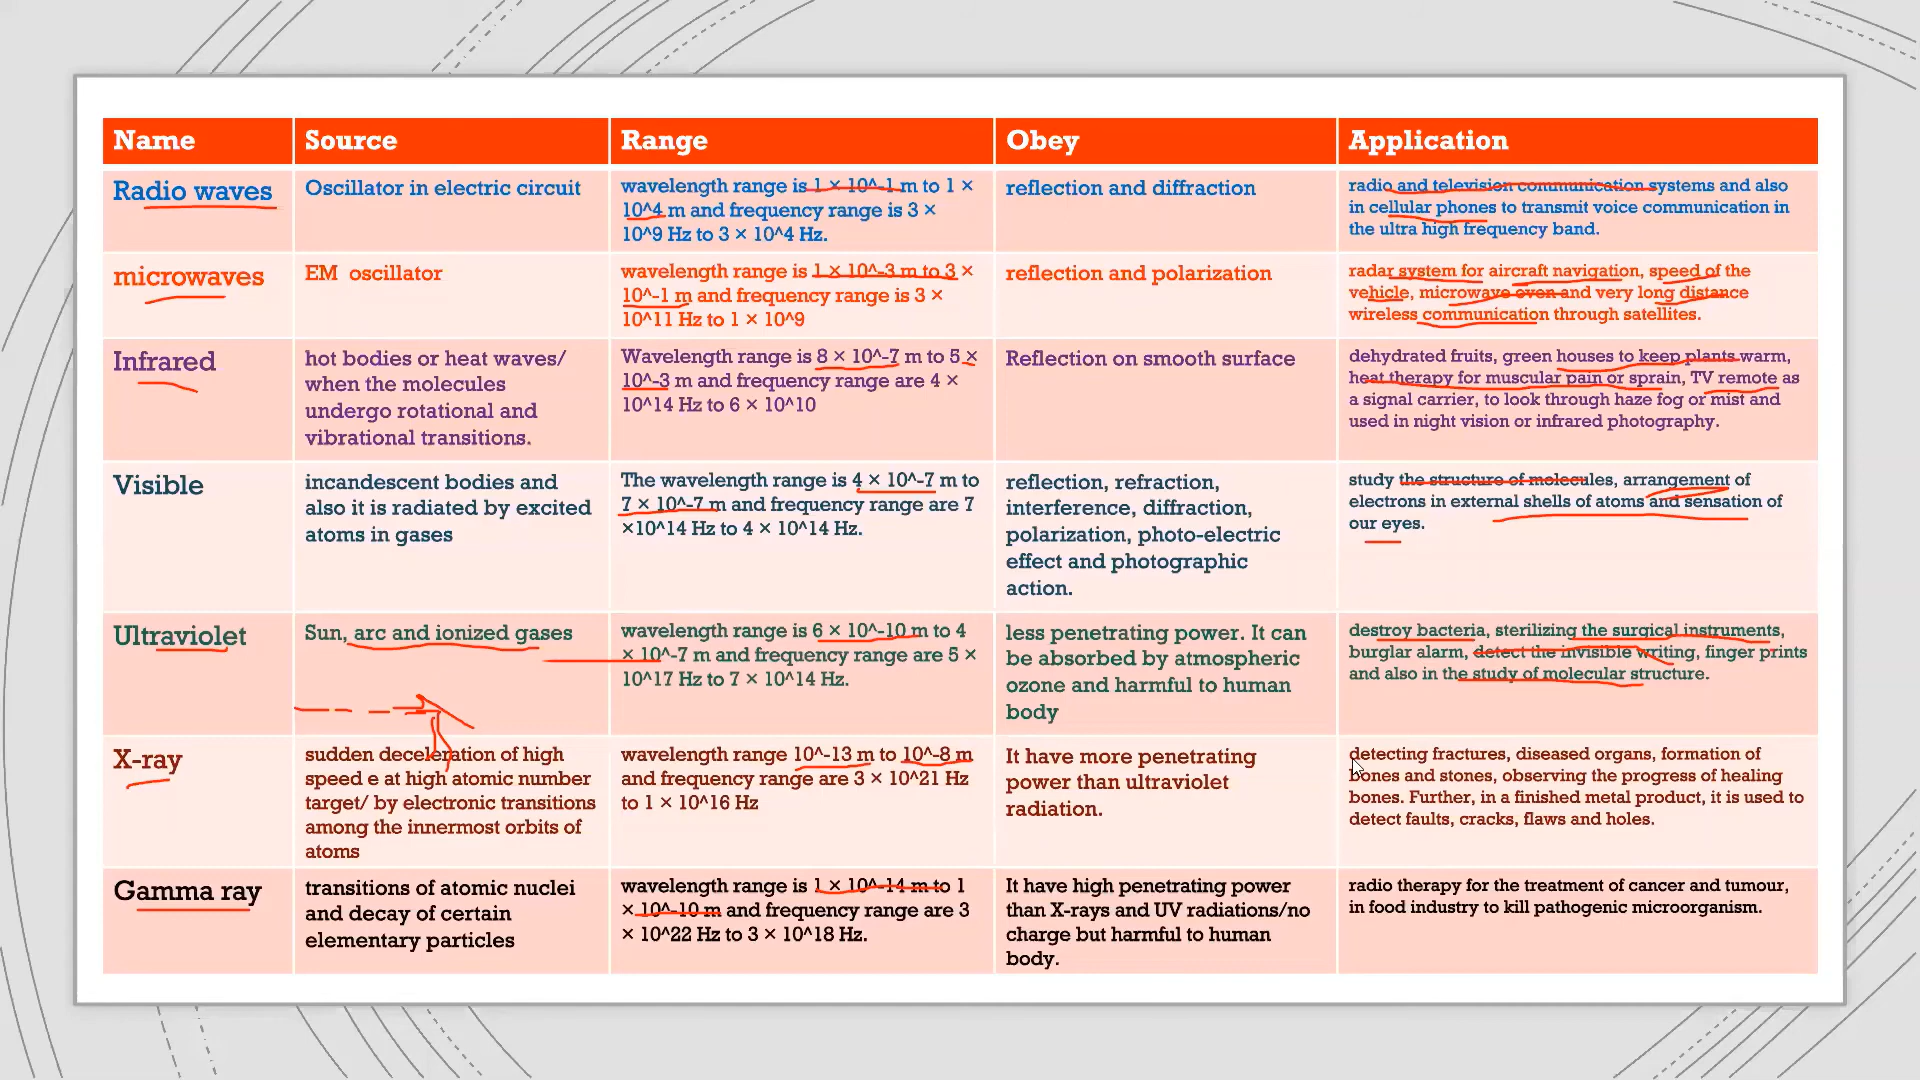 Name
Source
Range
Obey
Application
Radio waves
Oscillator in electric circuit
wavelength range is 1 × 10^-1 m to 1 ×
10^4 m and frequency range is 3 ×
10^9 Hz to 3 × 10^4 Hz.
reflection and diffraction
radio and television communication systems and also
in cellular phones to transmit voice communication in
the ultra high frequency band.
microwaves
EM oscillator
wavelength range is 1 × 10^-3 m to 3 ×
10^-1 m and frequency range is 3 ×
10^11 Hz to 1 × 10^9
reflection and polarization
radar system for aircraft navigation, speed of the
vehicle, microwave oven and very long distance
wireless communication through satellites.
Infrared
hot bodies or heat waves/
when the molecules
undergo rotational and
vibrational transitions.
Wavelength range is 8 × 10^-7 m to 5 ×
10^-3 m and frequency range are 4 ×
10^14 Hz to 6 × 10^10
Reflection on smooth surface
dehydrated fruits, green houses to keep plants warm,
heat therapy for muscular pain or sprain, TV remote as
a signal carrier, to look through haze fog or mist and
used in night vision or infrared photography.
Visible
incandescent bodies and
also it is radiated by excited
atoms in gases
The wavelength range is 4 × 10^-7 m to
7 × 10^-7 m and frequency range are 7
×10^14 Hz to 4 × 10^14 Hz.
reflection, refraction,
interference, diffraction,
polarization, photo-electric
effect and photographic
action.
study the structure of molecules, arrangement of
electrons in external shells of atoms and sensation of
our eyes.
Ultraviolet
Sun, arc and ionized gases
wavelength range is 6 × 10^-10 m to 4
× 10^-7 m and frequency range are 5 ×
10^17 Hz to 7 × 10^14 Hz.
less penetrating power. It can
be absorbed by atmospheric
ozone and harmful to human
body
destroy bacteria, sterilizing the surgical instruments,
burglar alarm, detect the invisible writing, finger prints
and also in the study of molecular structure.
X-ray
sudden deceleration of high
speed e at high atomic number
target/ by electronic transitions
among the innermost orbits of
atoms
wavelength range 10^-13 m to 10^-8 m
and frequency range are 3 × 10^21 Hz
to 1 × 10^16 Hz
It have more penetrating
power than ultraviolet
radiation.
detecting fractures, diseased organs, formation of
bones and stones, observing the progress of healing
bones. Further, in a finished metal product, it is used to
detect faults, cracks, flaws and holes.
Gamma ray
transitions of atomic nuclei
and decay of certain
elementary particles
wavelength range is 1 × 10^-14 m to 1
× 10^-10 m and frequency range are 3
× 10^22 Hz to 3 × 10^18 Hz.
It have high penetrating power
than X-rays and UV radiations/no
charge but harmful to human
body.
radio therapy for the treatment of cancer and tumour,
in food industry to kill pathogenic microorganism.